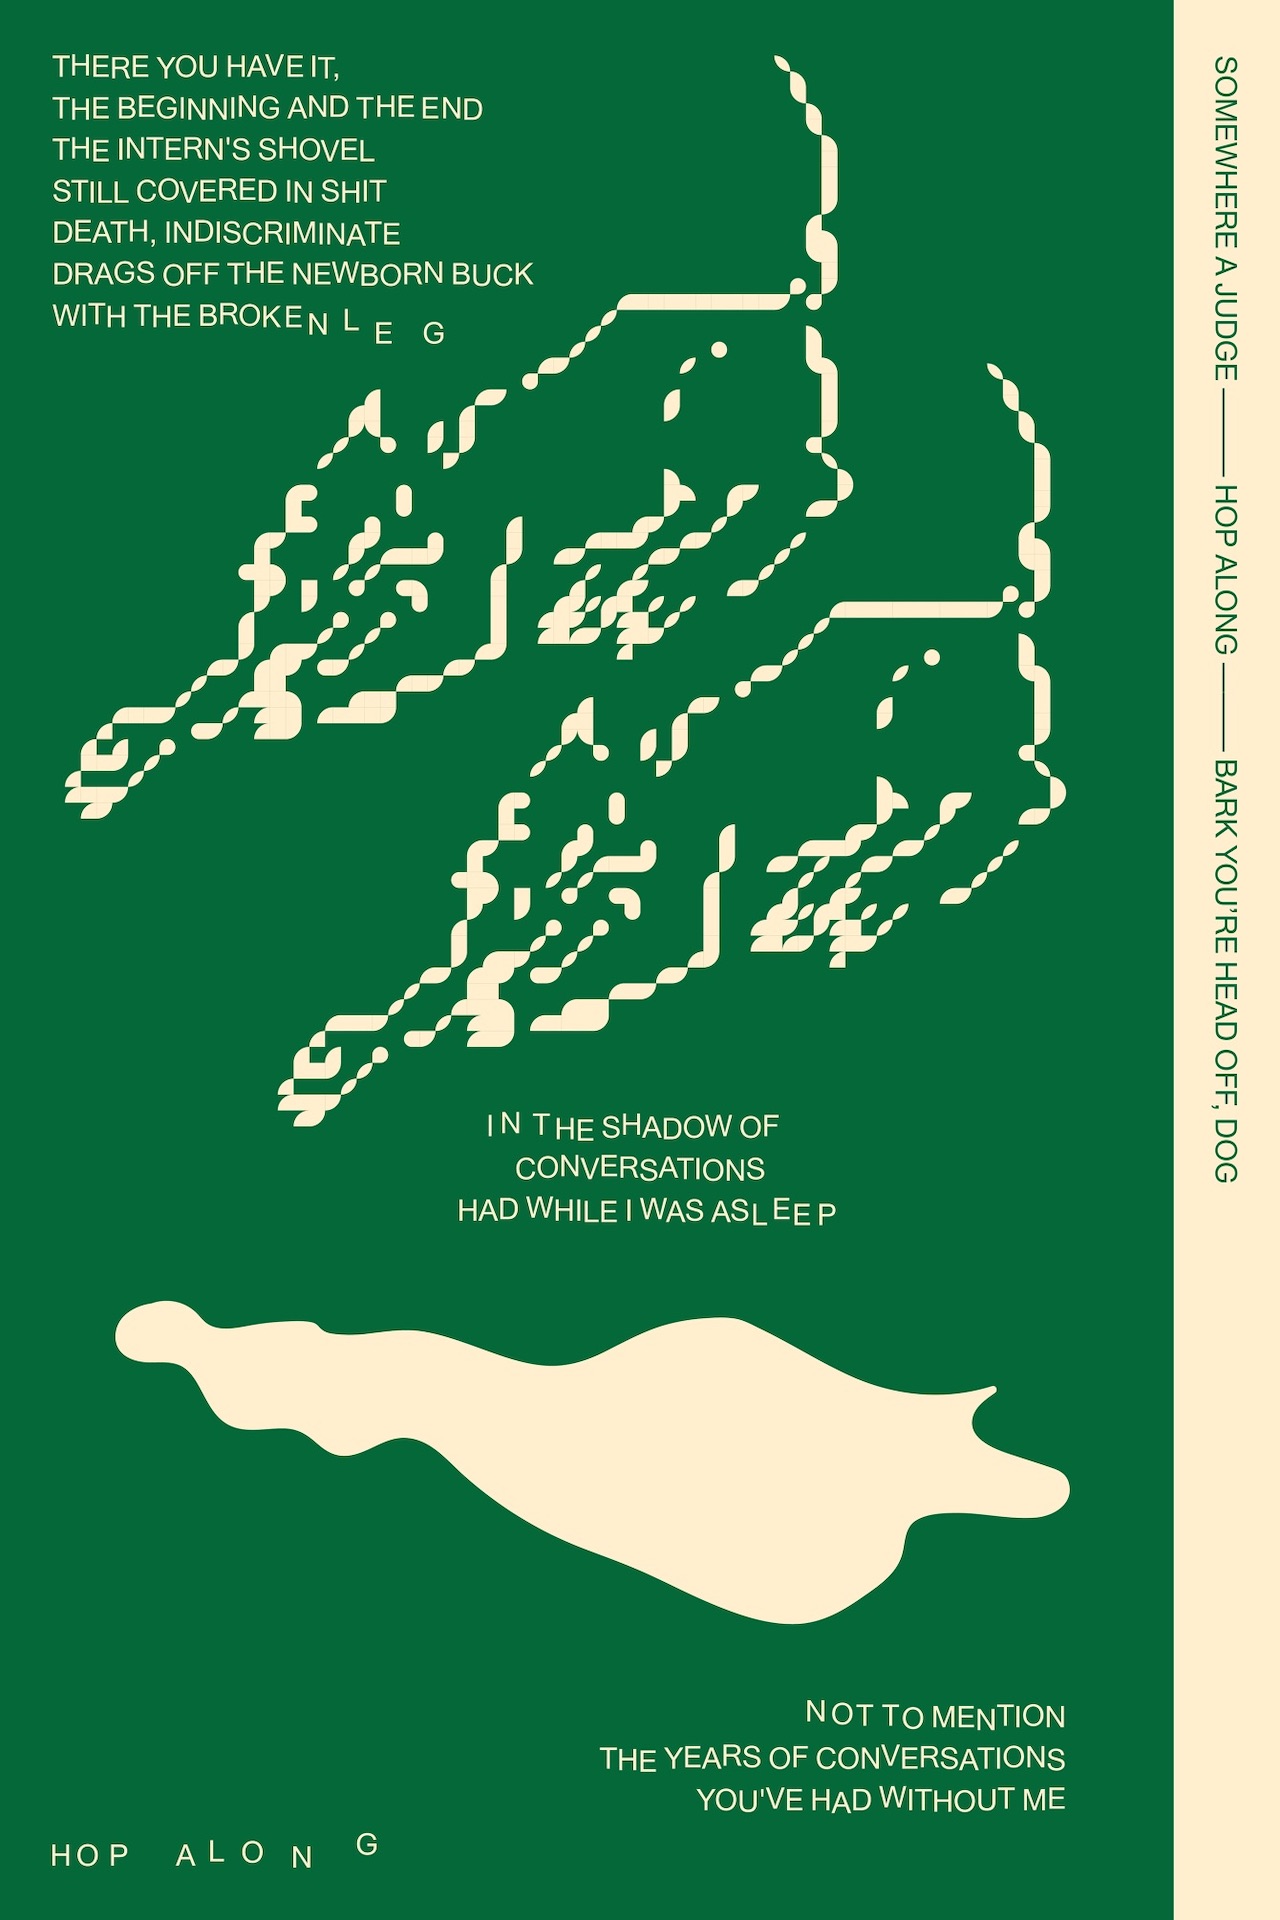 THERE YOU HAVE IT,
THE BEGINNING AND THE END
THE INTERN'S SHOVEL
STILL COVERED IN SHIT
DEATH, INDISCRIMINATE
DRAGS OFF THE NEWBORN BUCK
WITH THE BROKEN LEG
IN THE SHADOW OF
CONVERSATIONS
HAD WHILE I WAS ASLEEP
NOT TO MENTION
THE YEARS OF CONVERSATIONS
YOU'VE HAD WITHOUT ME
HOP ALONG
SOMEWHERE A JUDGE —— HOP ALONG —— BARK YOU'RE HEAD OFF, DOG